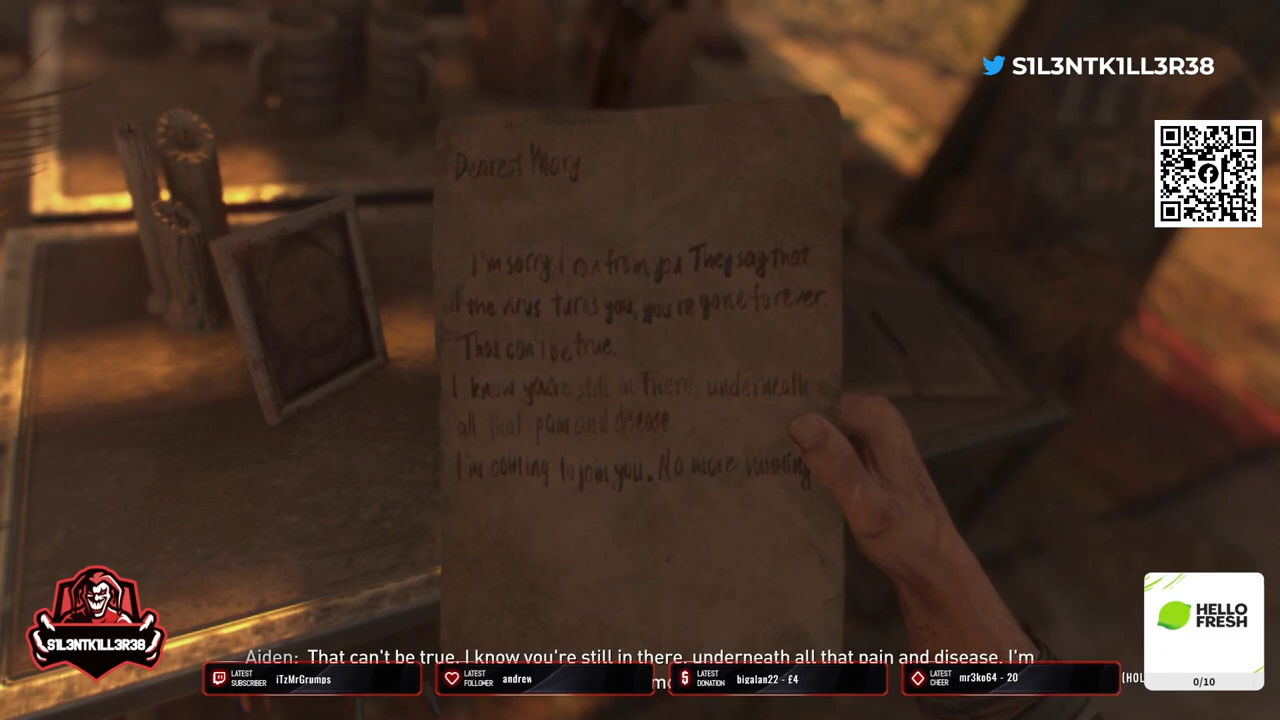 S1L3NTK1LL3R38
Dearest Mary
I'm sorry I ran from you They say that
if the virus turns you, you're gone forever.
That can't be true.
I know you're still in there, underneath
all that pain and disease
I'm coming to join you. No more running
HELLO
FRESH
0/10
S1L3NTK1LL3R38
Aiden: That can't be true. I know you're still in there, underneath all that pain and disease. I'm
LATEST SUBSCRIBER iTzMrGrumps
LATEST FOLLOWER andrew
LATEST DONATION bigalan22 - £4
LATEST CHEER mr3ko64 - 20